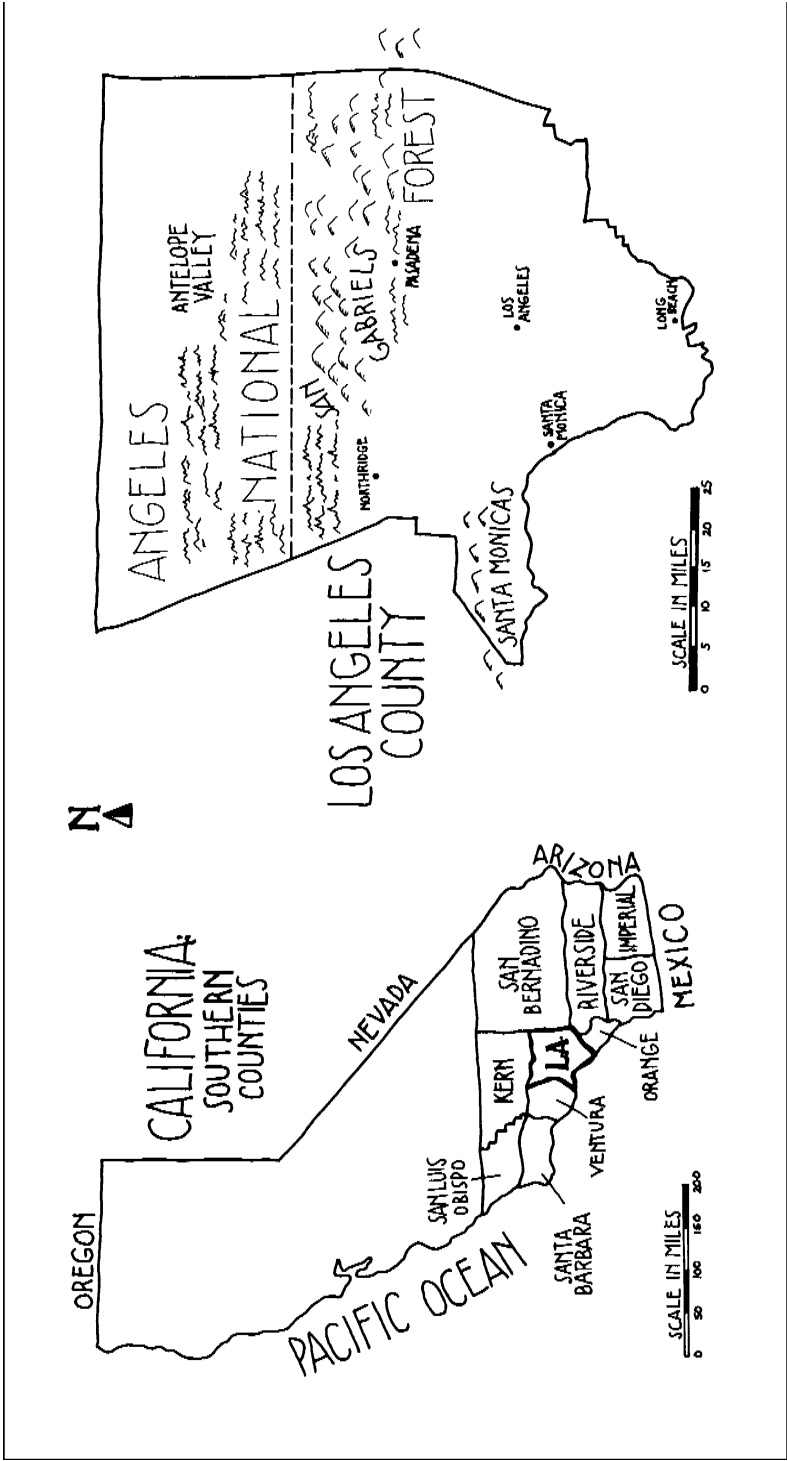 OREGON
CALIFORNIA:
SOUTHERN
COUNTIES
NEVADA
PACIFIC OCEAN
SAN LUIS
OBISPO
KERN
SAN
BERNADINO
ARIZONA
SANTA
BARBARA
VENTURA
LA
ORANGE
RIVERSIDE
SAN
DIEGO
IMPERIAL
MEXICO
SCALE IN MILES
0 50 100 150 200
N
LOS ANGELES
COUNTY
ANGELES
ANTELOPE
VALLEY
NATIONAL
SAN
GABRIELS
FOREST
NORTHRIDGE
PASADENA
SANTA MONICAS
SANTA
MONICA
LOS
ANGELES
LONG
BEACH
SCALE IN MILES
0 5 10 15 20 25